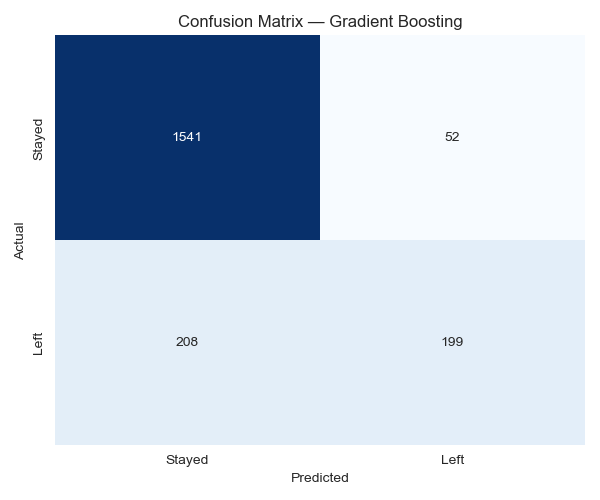 Confusion Matrix — Gradient Boosting
Actual
Stayed
1541
52
Left
208
199
Stayed
Left
Predicted